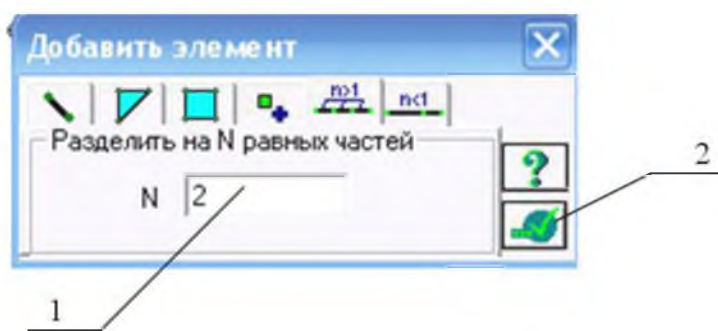 Добавить элемент
n>1
n<1
Разделить на N равных частей
?
N 2
2
1